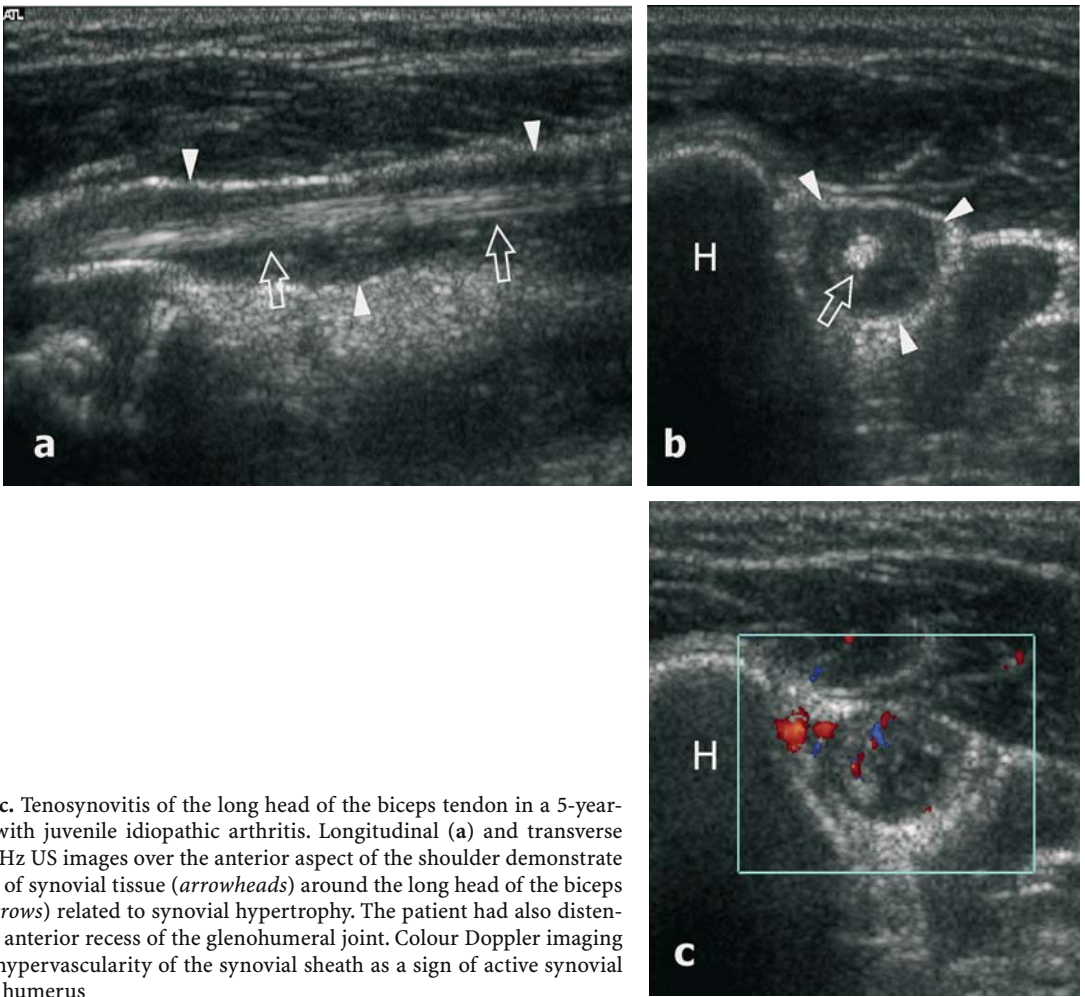 ATL
a
H
b
H
c
c. Tenosynovitis of the long head of the biceps tendon in a 5-year-
with juvenile idiopathic arthritis. Longitudinal (a) and transverse
Hz US images over the anterior aspect of the shoulder demonstrate
of synovial tissue (arrowheads) around the long head of the biceps
rows) related to synovial hypertrophy. The patient had also disten-
anterior recess of the glenohumeral joint. Colour Doppler imaging
hypervascularity of the synovial sheath as a sign of active synovial
humerus